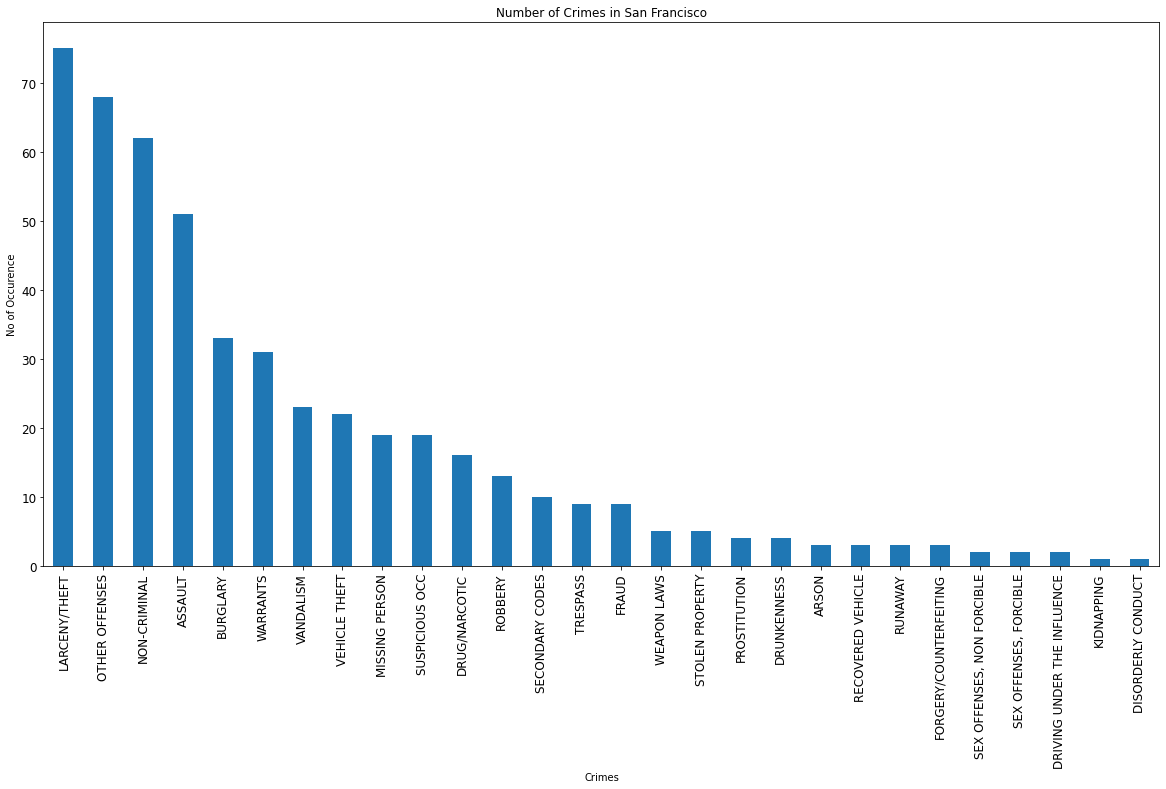 Number of Crimes in San Francisco
No of Occurence
70
60
50
40
30
20
10
0
LARCENY/THEFT
OTHER OFFENSES
NON-CRIMINAL
ASSAULT
BURGLARY
WARRANTS
VANDALISM
VEHICLE THEFT
MISSING PERSON
SUSPICIOUS OCC
DRUG/NARCOTIC
ROBBERY
SECONDARY CODES
TRESPASS
FRAUD
WEAPON LAWS
STOLEN PROPERTY
PROSTITUTION
DRUNKENNESS
ARSON
RECOVERED VEHICLE
RUNAWAY
FORGERY/COUNTERFEITING
SEX OFFENSES, NON FORCIBLE
SEX OFFENSES, FORCIBLE
DRIVING UNDER THE INFLUENCE
KIDNAPPING
DISORDERLY CONDUCT
Crimes